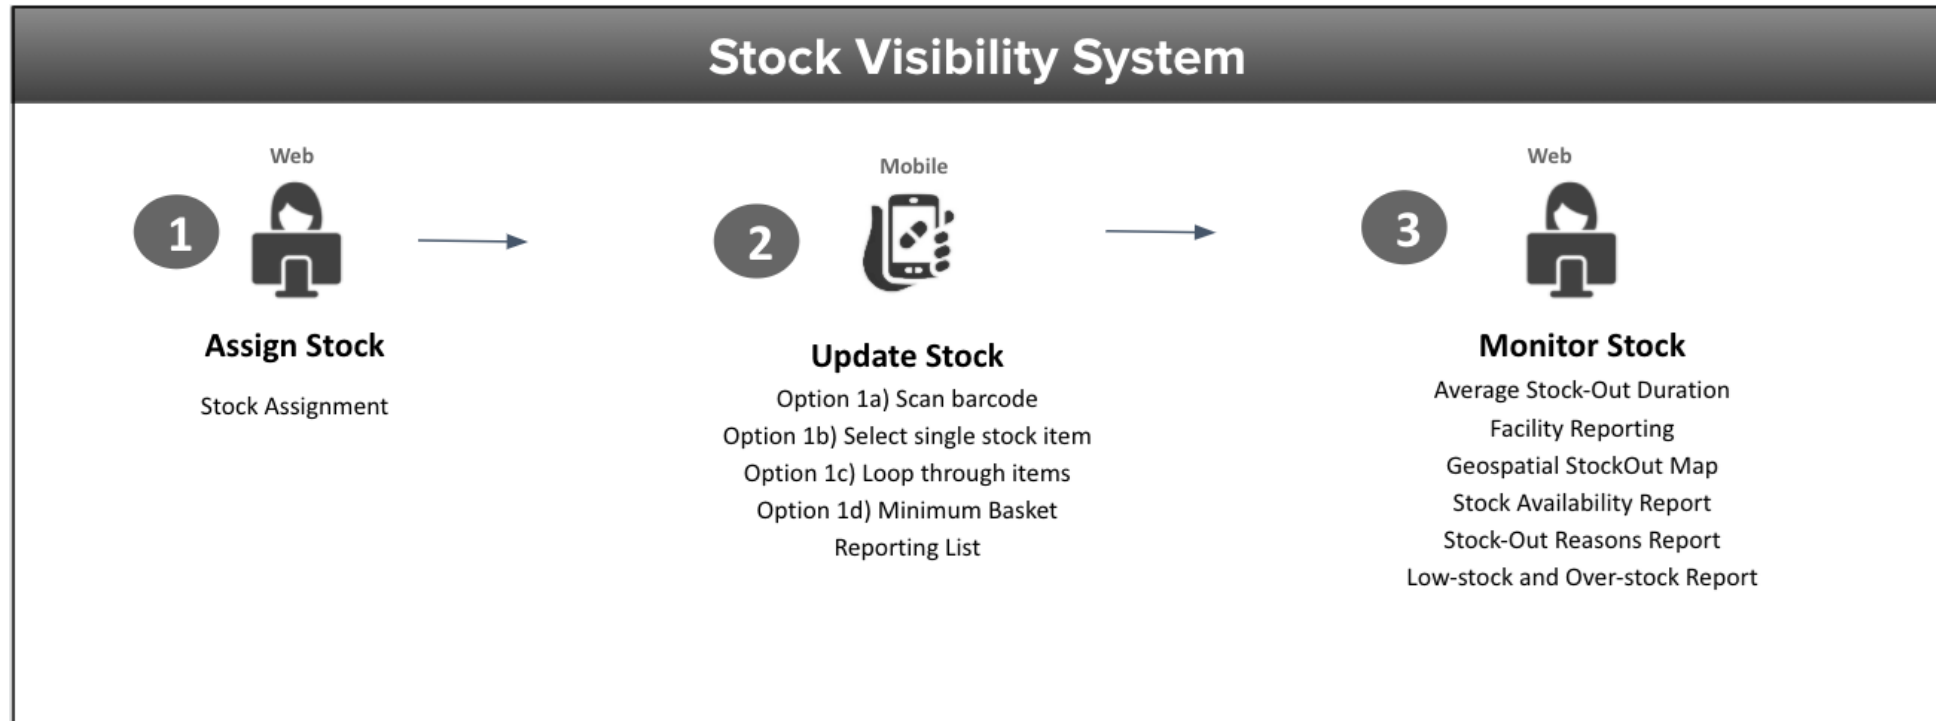 Stock Visibility System
Web
1
Assign Stock
Stock Assignment
Mobile
2
Update Stock
Option 1a) Scan barcode
Option 1b) Select single stock item
Option 1c) Loop through items
Option 1d) Minimum Basket
Reporting List
Web
3
Monitor Stock
Average Stock-Out Duration
Facility Reporting
Geospatial StockOut Map
Stock Availability Report
Stock-Out Reasons Report
Low-stock and Over-stock Report